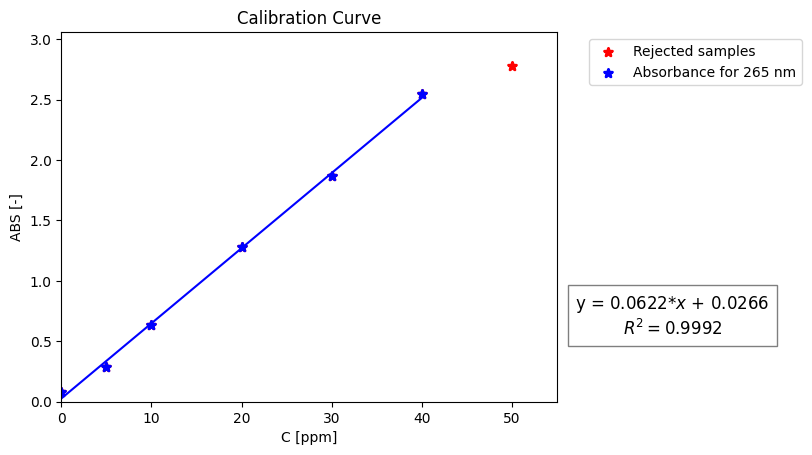 Calibration Curve
3.0
2.5
2.0
1.5
1.0
0.5
0.0
ABS [-]
0 10 20 30 40 50
C [ppm]
Rejected samples
Absorbance for 265 nm
y = 0.0622*x + 0.0266
R² = 0.9992